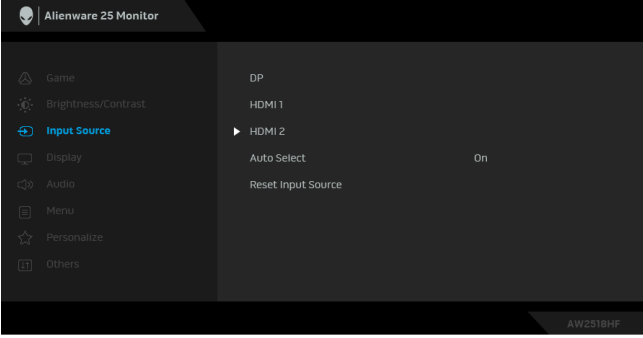 Alienware 25 Monitor
Game
Brightness/Contrast
Input Source
Display
Audio
Menu
Personalize
Others
DP
HDMI 1
HDMI 2
Auto Select On
Reset Input Source
AW2518HF